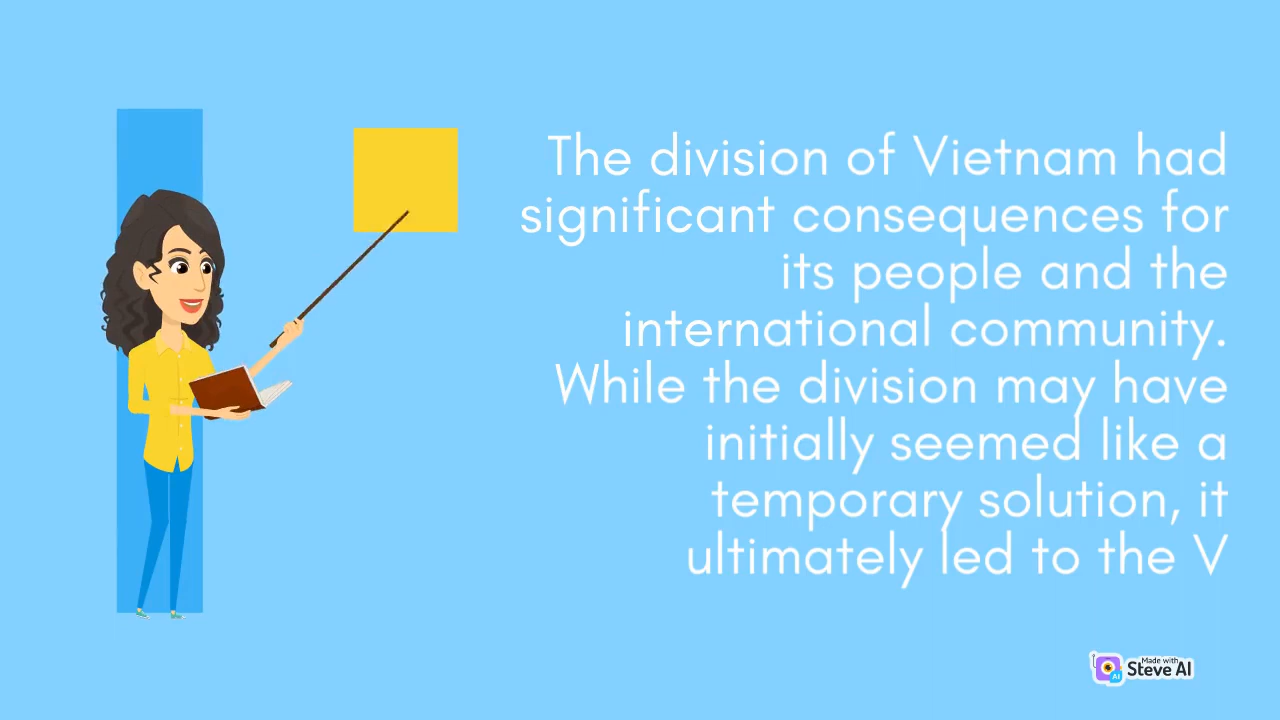 The division of Vietnam had
significant consequences for
its people and the
international community.
While the division may have
initially seemed like a
temporary solution, it
ultimately led to the V
Made with
Steve AI
AI